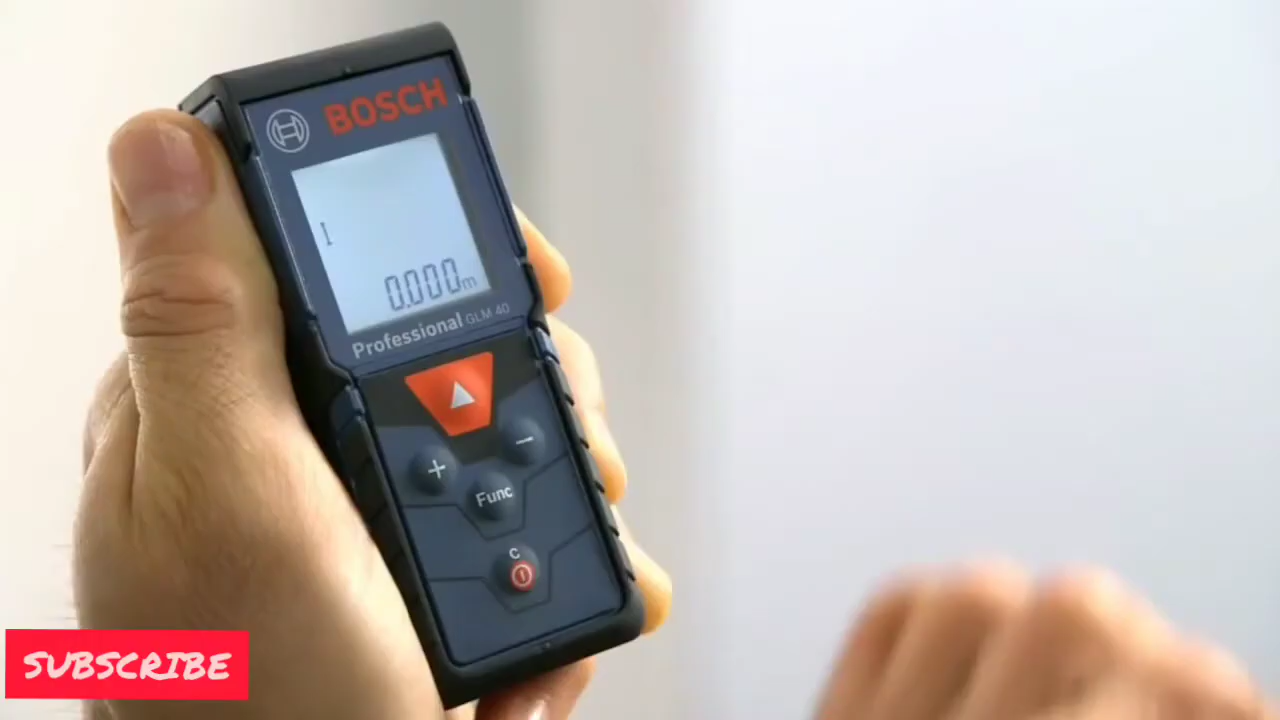 BOSCH
0.000m
Professional GLM 40
+
−
Func
C
SUBSCRIBE